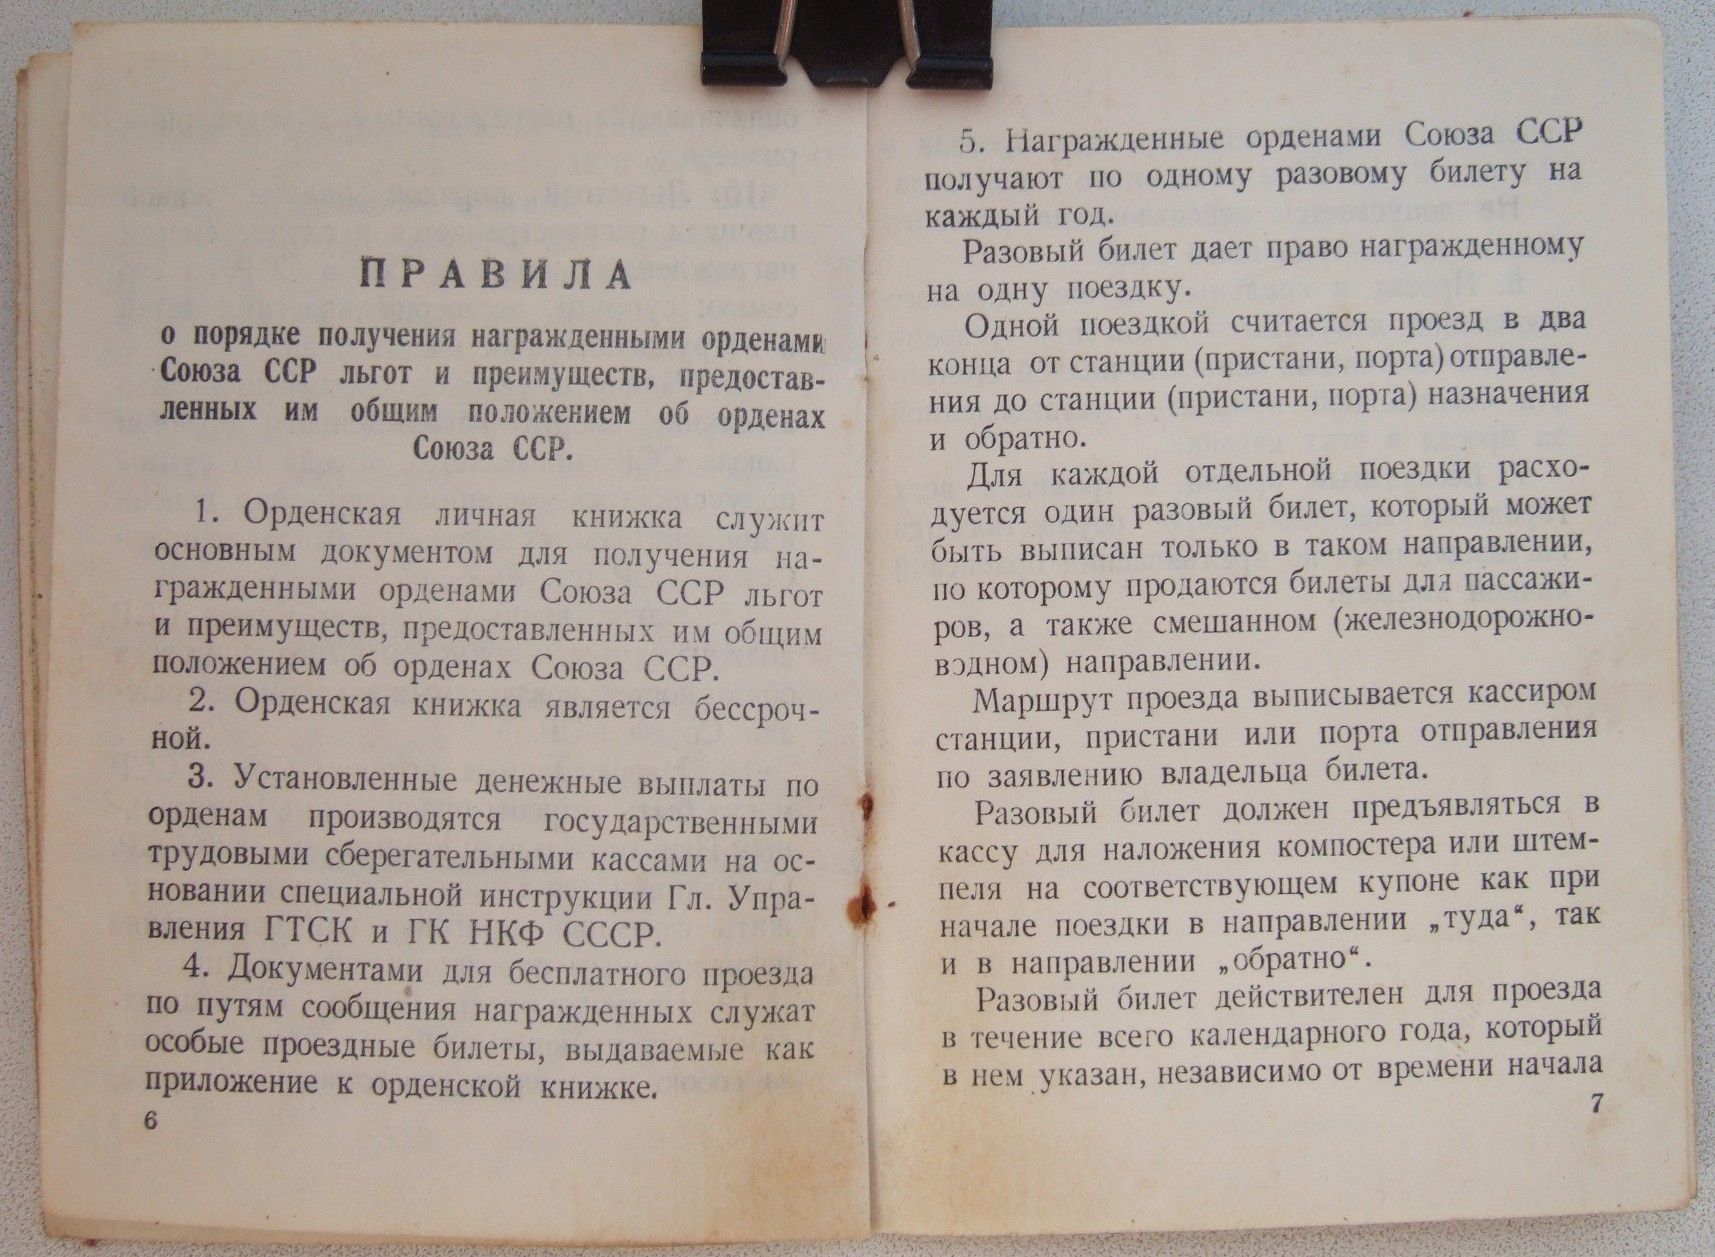 ПРАВИЛА
о порядке получения награжденными орденами
Союза ССР льгот и преимуществ, предостав-
ленных им общим положением об орденах
Союза ССР.
1. Орденская личная книжка служит
основным документом для получения на-
гражденными орденами Союза ССР льгот
и преимуществ, предоставленных им общим
положением об орденах Союза ССР.
2. Орденская книжка является бессроч-
ной.
3. Установленные денежные выплаты по
орденам производятся государственными
трудовыми сберегательными кассами на ос-
новании специальной инструкции Гл. Упра-
вления ГТСК и ГК НКФ СССР.
4. Документами для бесплатного проезда
по путям сообщения награжденных служат
особые проездные билеты, выдаваемые как
приложение к орденской книжке.
6
5. Награжденные орденами Союза ССР
получают по одному разовому билету на
каждый год.
Разовый билет дает право награжденному
на одну поездку.
Одной поездкой считается проезд в два
конца от станции (пристани, порта) отправле-
ния до станции (пристани, порта) назначения
и обратно.
Для каждой отдельной поездки расхо-
дуется один разовый билет, который может
быть выписан только в таком направлении,
по которому продаются билеты для пассажи-
ров, а также смешанном (железнодорожно-
водном) направлении.
Маршрут проезда выписывается кассиром
станции, пристани или порта отправления
по заявлению владельца билета.
Разовый билет должен предъявляться в
кассу для наложения компостера или штем-
пеля на соответствующем купоне как при
начале поездки в направлении „туда“, так
и в направлении „обратно“.
Разовый билет действителен для проезда
в течение всего календарного года, который
в нем указан, независимо от времени начала
7